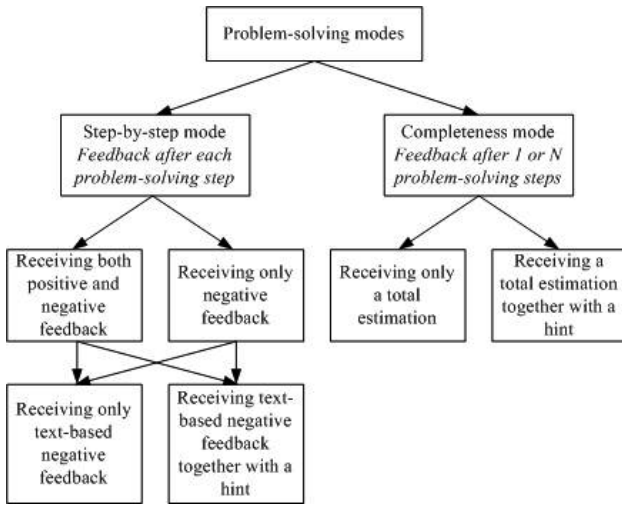 Problem-solving modes
Step-by-step mode
Feedback after each
problem-solving step
Completeness mode
Feedback after 1 or N
problem-solving steps
Receiving both
positive and
negative
feedback
Receiving only
negative
feedback
Receiving only
a total
estimation
Receiving a
total estimation
together with a
hint
Receiving only
text-based
negative
feedback
Receiving text-
based negative
feedback
together with a
hint